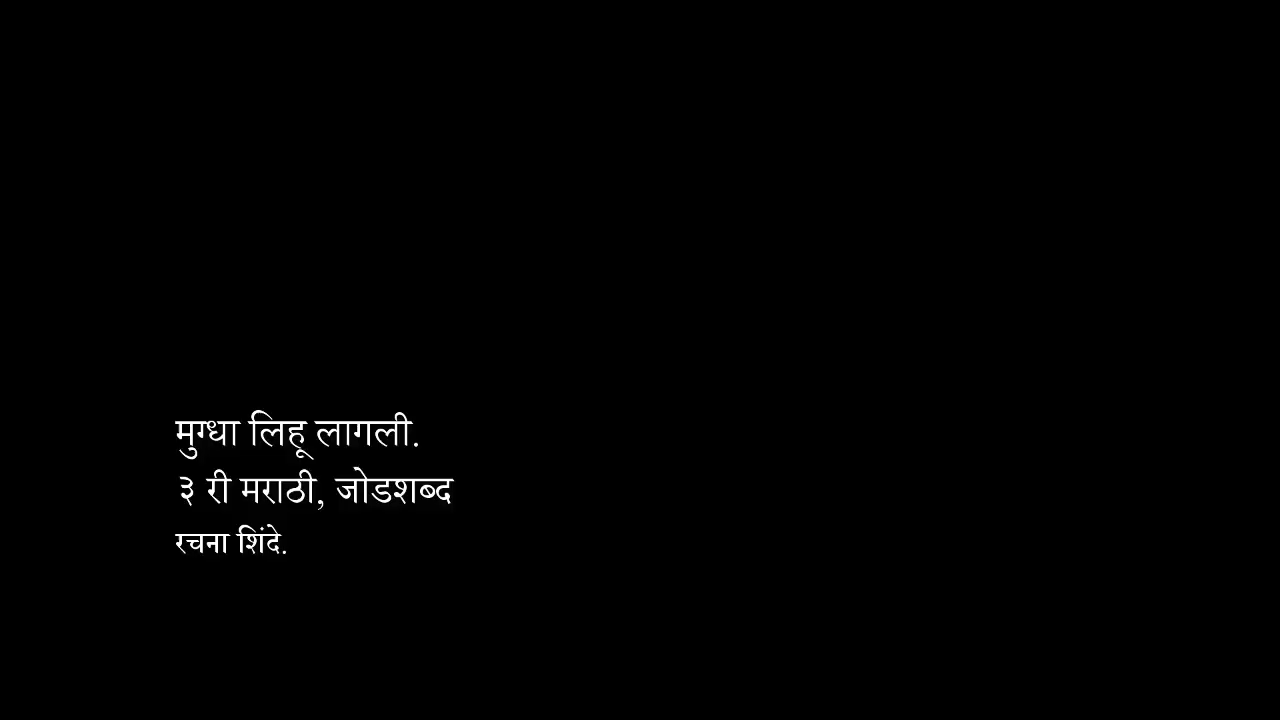 मुग्धा लिहू लागली.
३ री मराठी, जोडशब्द
रचना शिंदे.